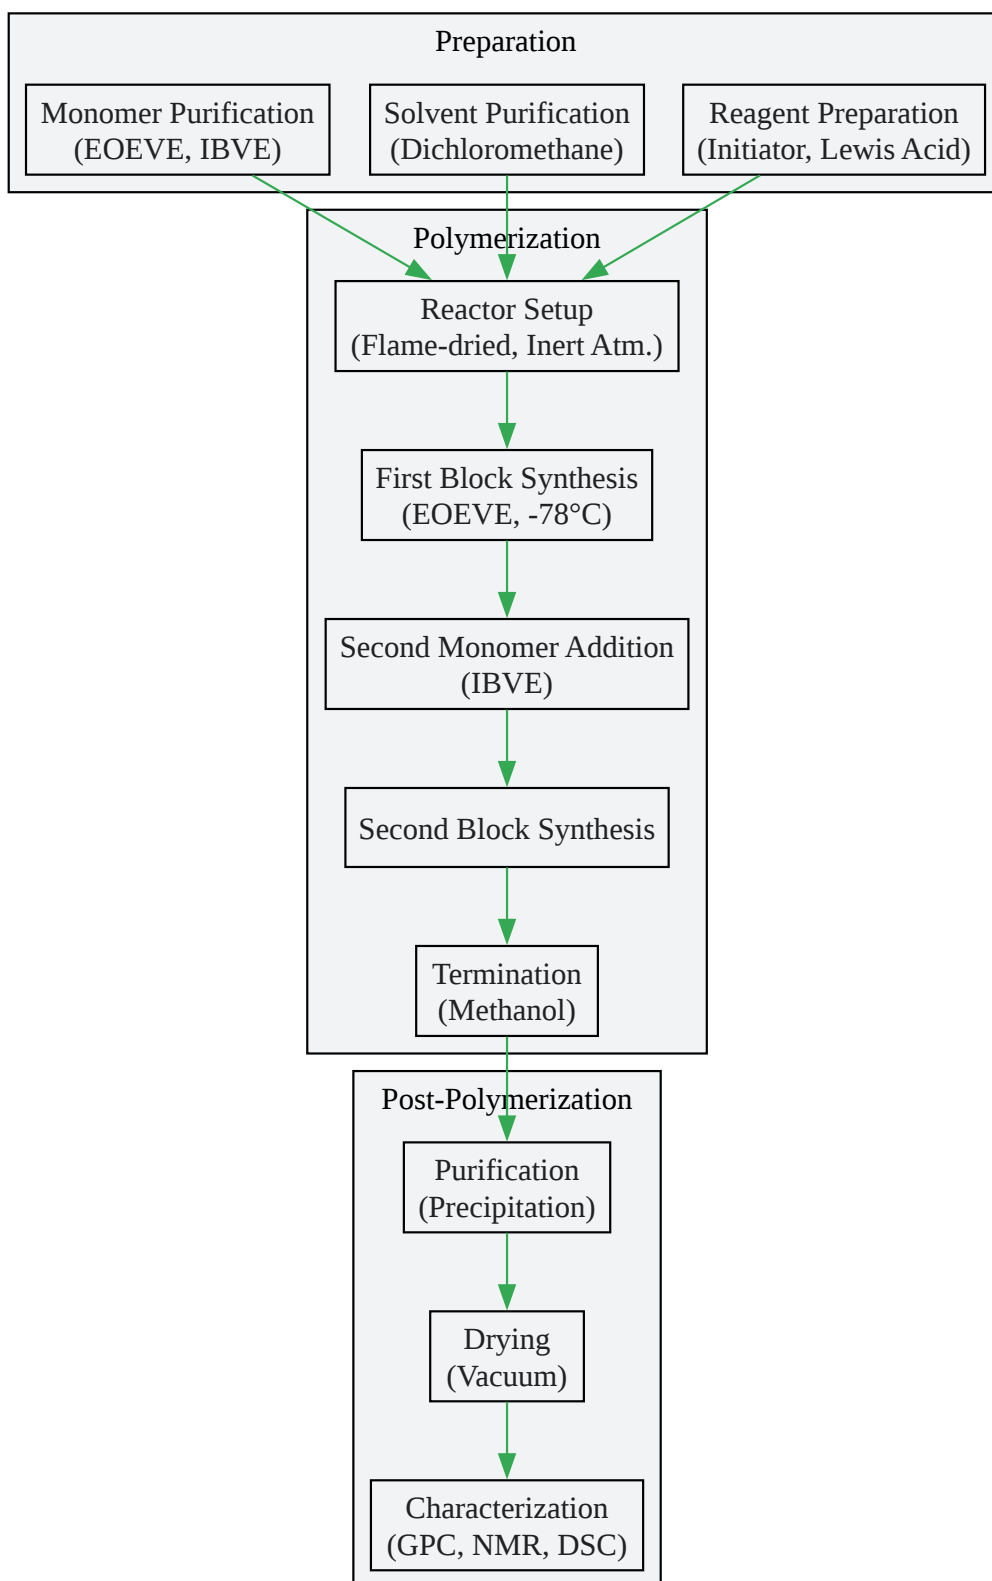 Preparation
Monomer Purification
(EOEVE, IBVE)
Solvent Purification
(Dichloromethane)
Reagent Preparation
(Initiator, Lewis Acid)
Polymerization
Reactor Setup
(Flame-dried, Inert Atm.)
First Block Synthesis
(EOEVE, -78°C)
Second Monomer Addition
(IBVE)
Second Block Synthesis
Termination
(Methanol)
Post-Polymerization
Purification
(Precipitation)
Drying
(Vacuum)
Characterization
(GPC, NMR, DSC)